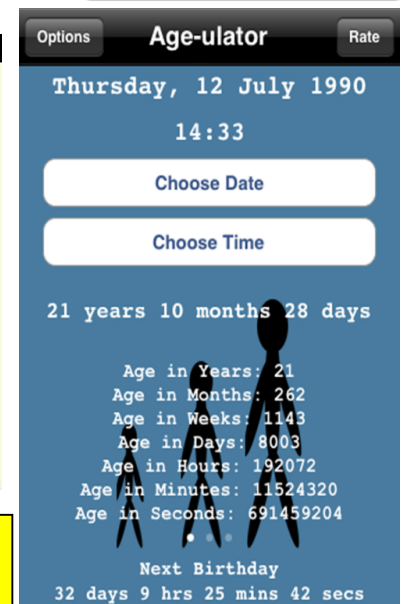 Options Age-ulator Rate
Thursday, 12 July 1990
14:33
Choose Date
Choose Time
21 years 10 months 28 days
Age in Years: 21
Age in Months: 262
Age in Weeks: 1143
Age in Days: 8003
Age in Hours: 192072
Age in Minutes: 11524320
Age in Seconds: 691459204
Next Birthday
32 days 9 hrs 25 mins 42 secs